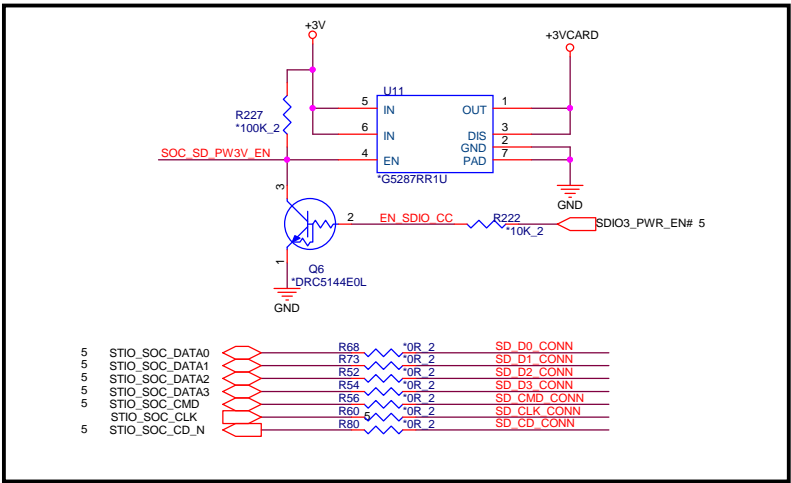 +3V
+3VCARD
U11
R227
*100K_2
5 IN OUT 1
6 IN DIS 3
GND 2
4 EN PAD 7
SOC_SD_PW3V_EN
*G5287RR1U
GND
3
2 EN_SDIO_CC R222 SDIO3_PWR_EN# 5
*10K_2
1
Q6
*DRC5144E0L
GND
5 STIO_SOC_DATA0 R68 *0R_2 SD_D0_CONN
5 STIO_SOC_DATA1 R73 *0R_2 SD_D1_CONN
5 STIO_SOC_DATA2 R52 *0R_2 SD_D2_CONN
5 STIO_SOC_DATA3 R54 *0R_2 SD_D3_CONN
5 STIO_SOC_CMD R56 *0R_2 SD_CMD_CONN
STIO_SOC_CLK R60 5 *0R_2 SD_CLK_CONN
5 STIO_SOC_CD_N R80 *0R_2 SD_CD_CONN